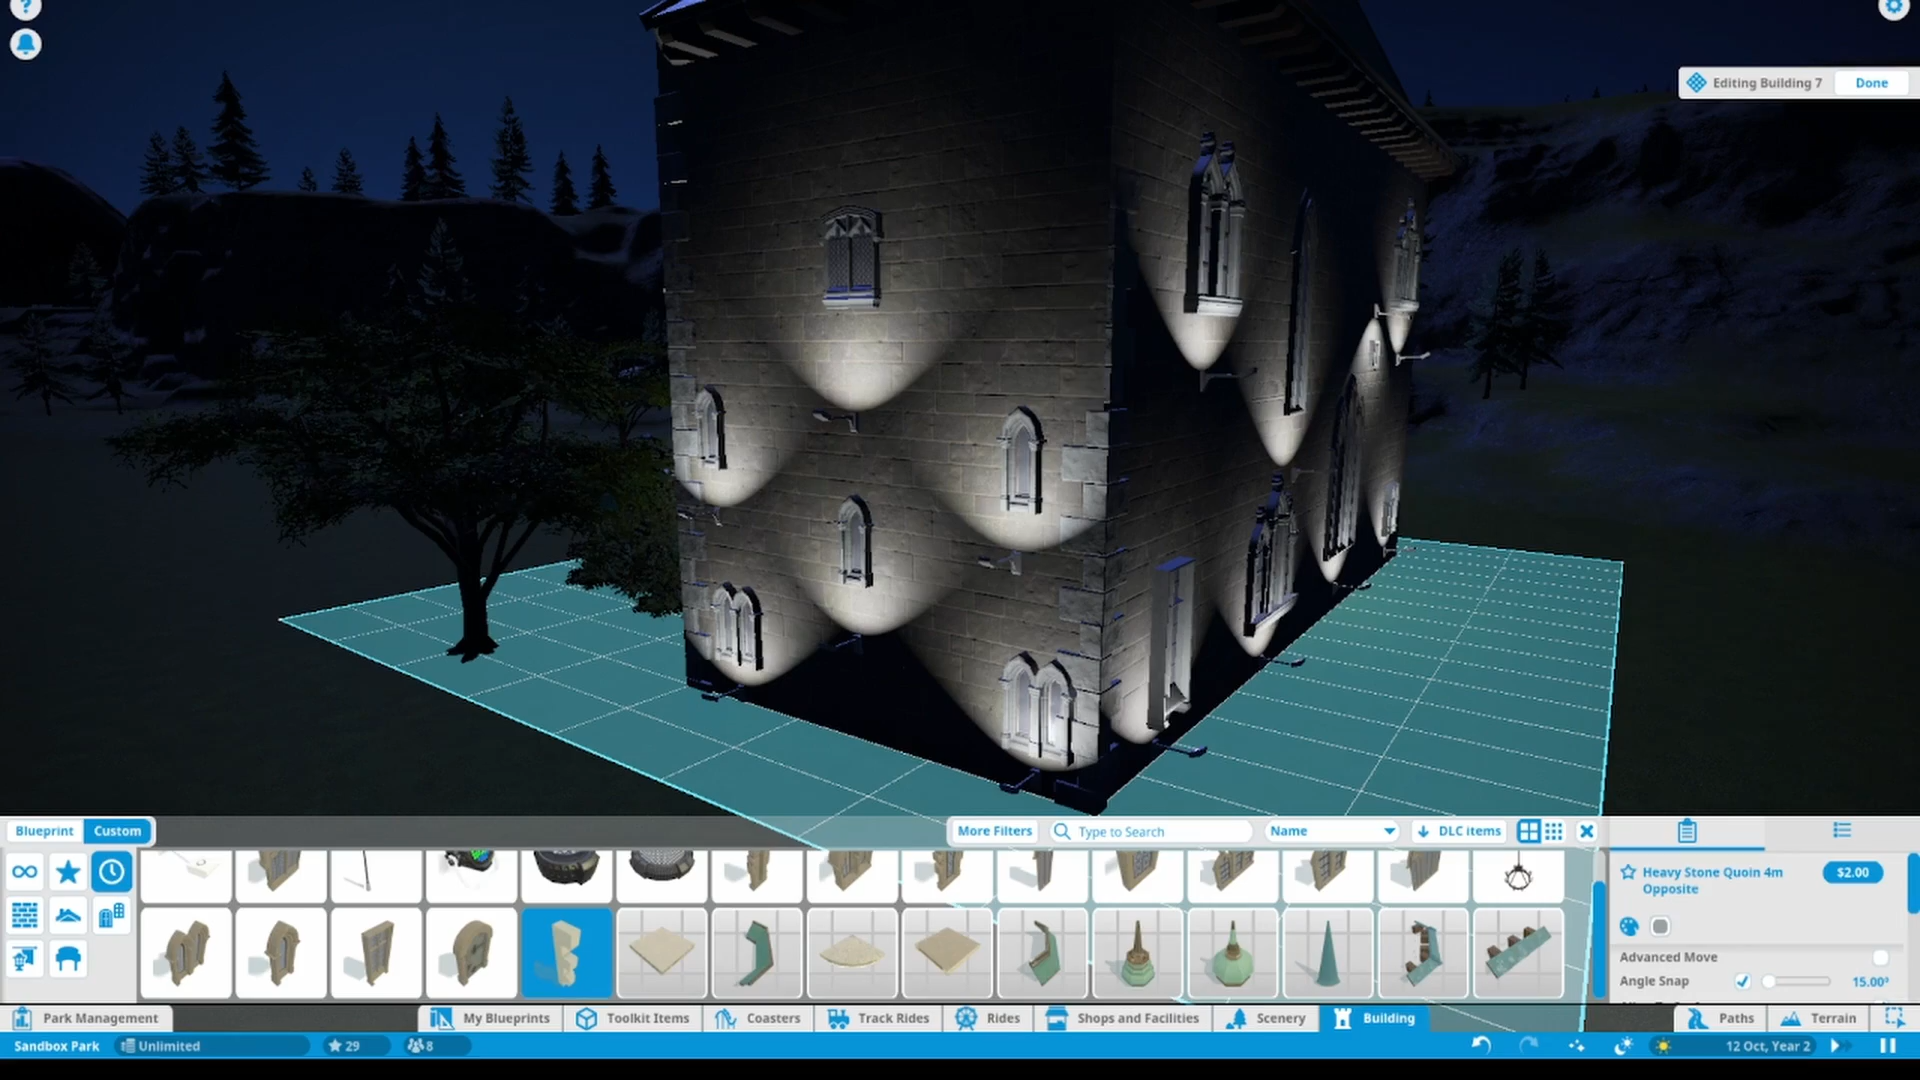 ?
Editing Building 7 Done
Blueprint Custom
More Filters Type to Search Name DLC items
Heavy Stone Quoin 4m
Opposite
$2.00
Advanced Move
Angle Snap 15.00°
Park Management My Blueprints Toolkit Items Coasters Track Rides Rides Shops and Facilities Scenery Building Paths Terrain
Sandbox Park Unlimited 29 8 12 Oct, Year 2